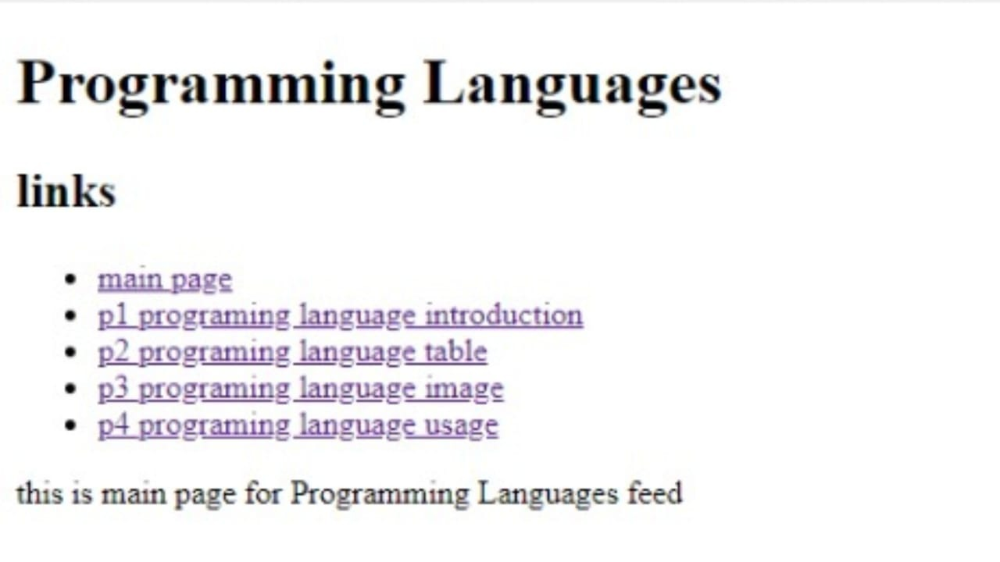 Programming Languages
links
main page
p1 programing language introduction
p2 programing language table
p3 programing language image
p4 programing language usage
this is main page for Programming Languages feed